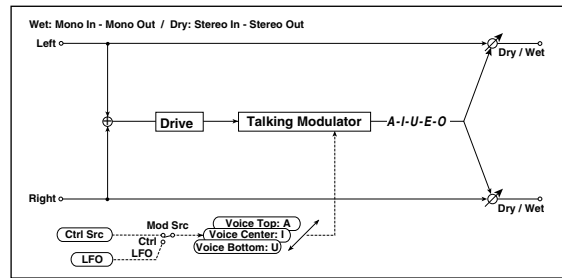 Wet: Mono In - Mono Out / Dry: Stereo In - Stereo Out
Left
Dry / Wet
Drive
Talking Modulator
A-I-U-E-O
Right
Dry / Wet
Mod Src
Voice Top: A
Ctrl Src
Voice Center: I
Ctrl
Voice Bottom: U
LFO
LFO